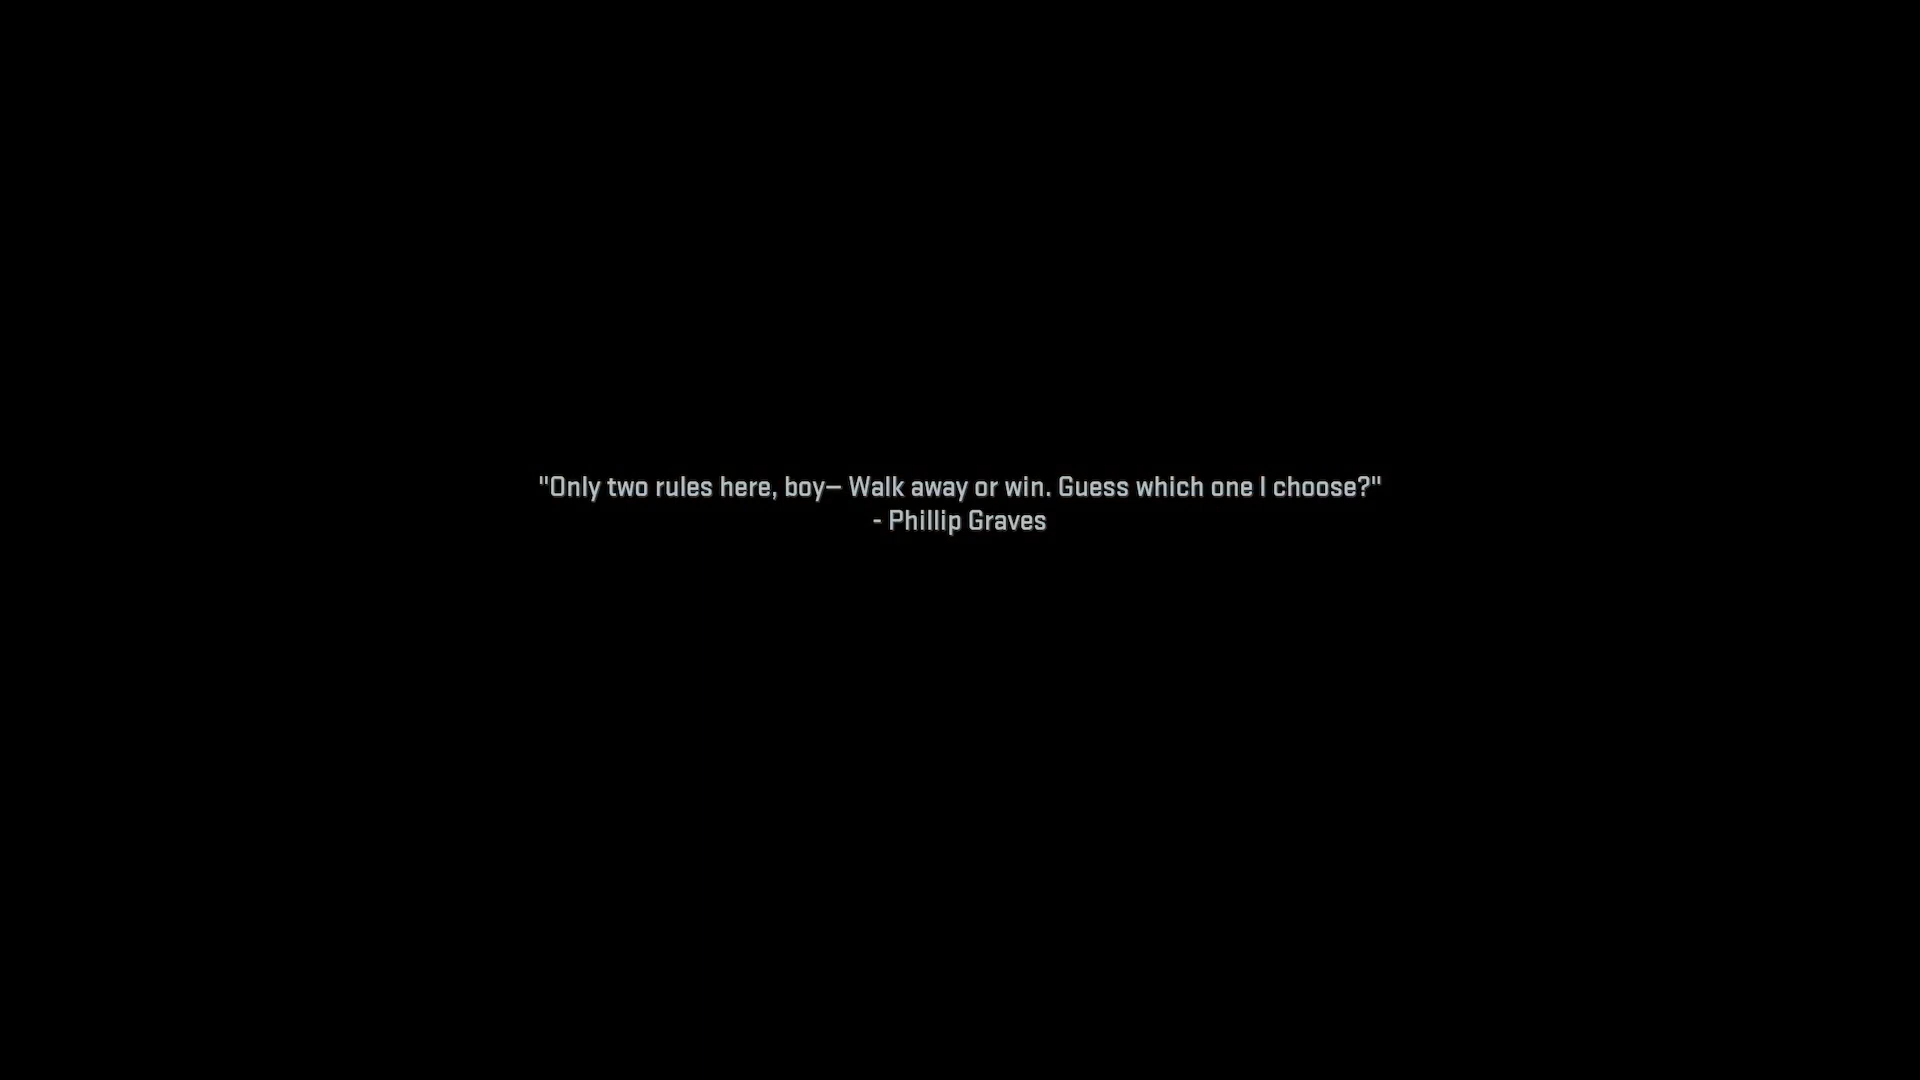 "Only two rules here, boy— Walk away or win. Guess which one I choose?"
- Phillip Graves